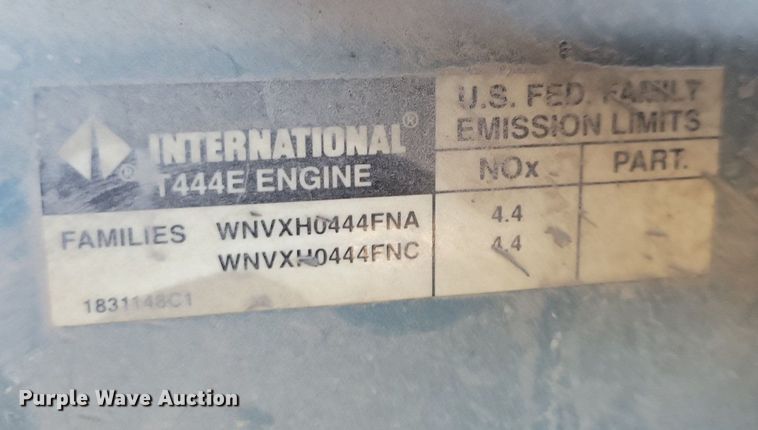 INTERNATIONAL®
T444E ENGINE
U.S. FED. FAMILY
EMISSION LIMITS
NOx PART.
FAMILIES WNVXH0444FNA 4.4
WNVXH0444FNC 4.4
1831148C1
Purple Wave Auction